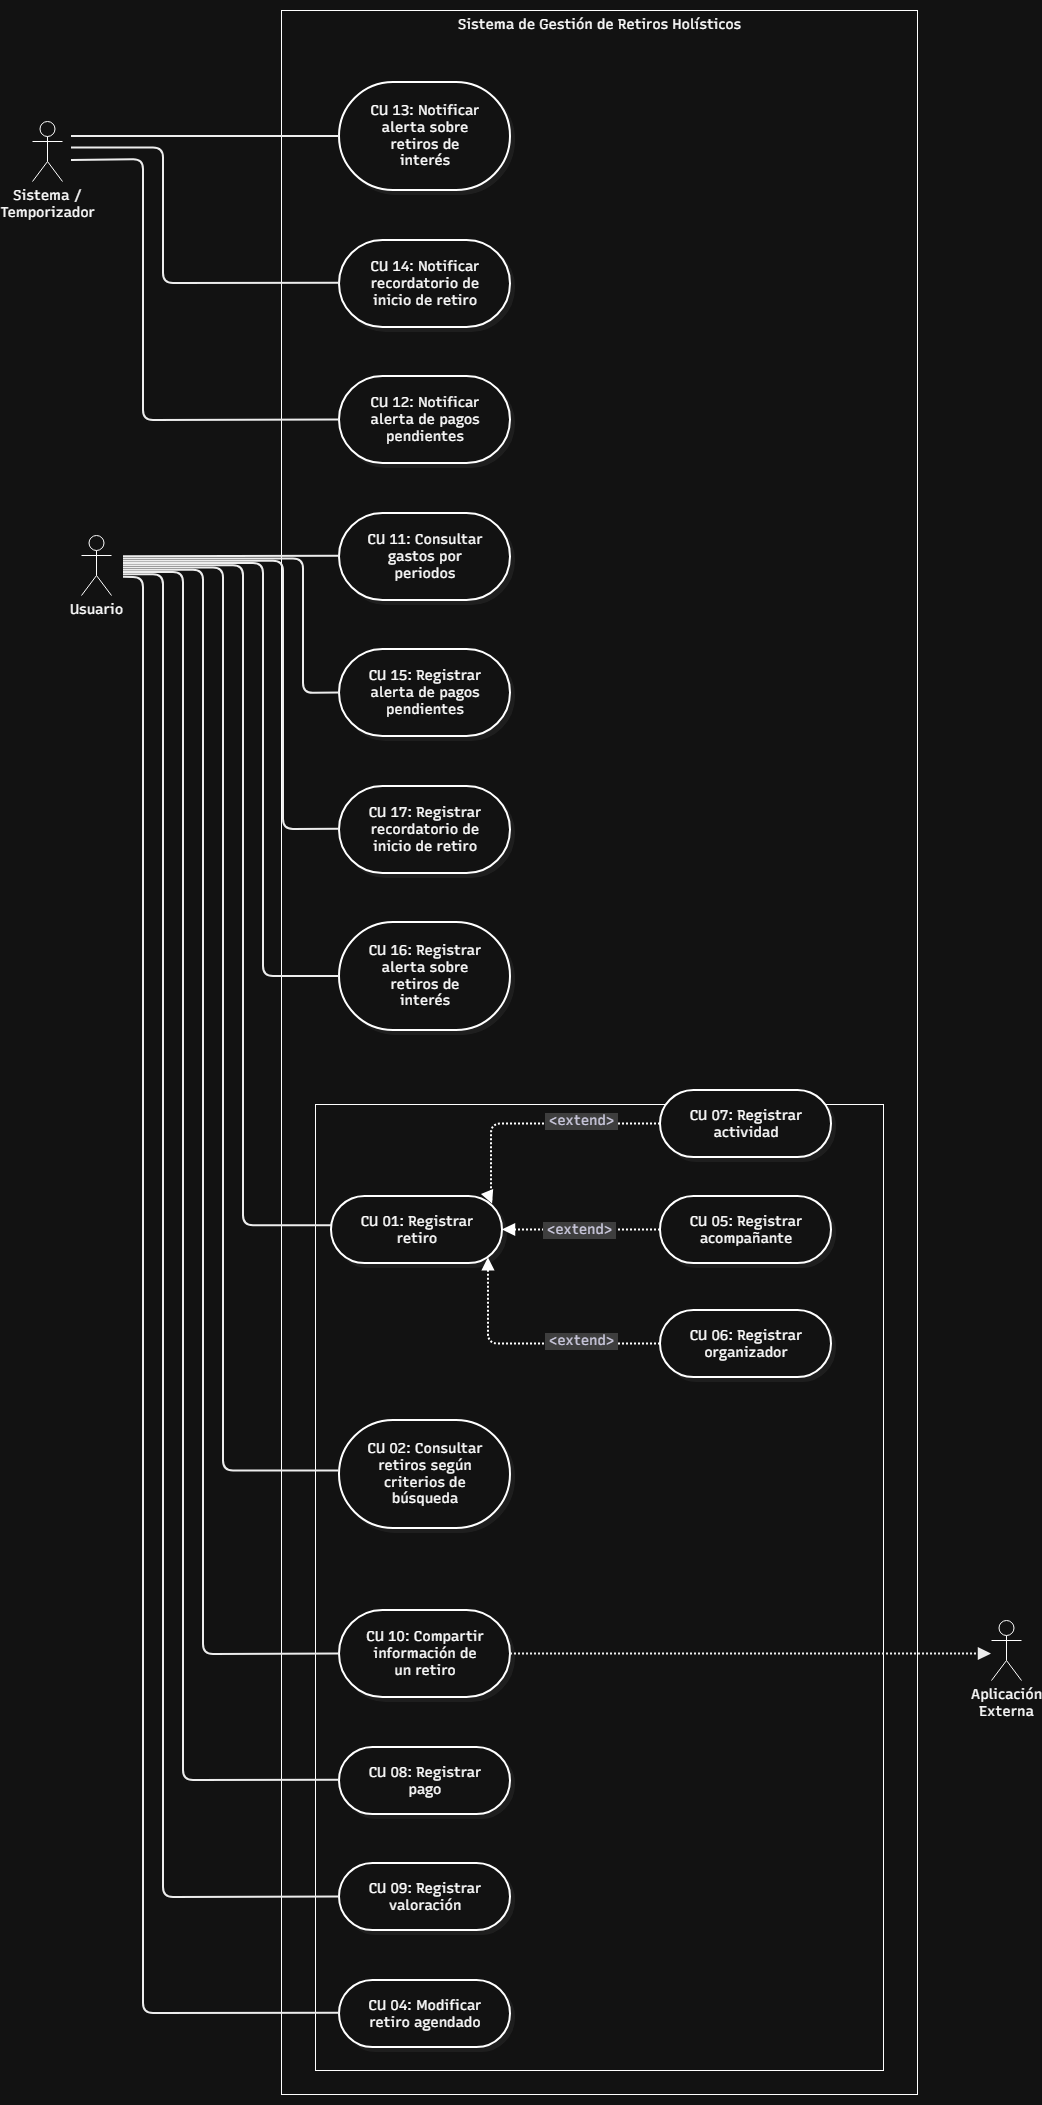 Sistema de Gestión de Retiros Holísticos
CU 13: Notificar
alerta sobre
retiros de
interés
Sistema /
Temporizador
CU 14: Notificar
recordatorio de
inicio de retiro
CU 12: Notificar
alerta de pagos
pendientes
CU 11: Consultar
gastos por
periodos
Usuario
CU 15: Registrar
alerta de pagos
pendientes
CU 17: Registrar
recordatorio de
inicio de retiro
CU 16: Registrar
alerta sobre
retiros de
interés
<extend>
CU 07: Registrar
actividad
CU 01: Registrar
retiro
<extend>
CU 05: Registrar
acompañante
<extend>
CU 06: Registrar
organizador
CU 02: Consultar
retiros según
criterios de
búsqueda
CU 10: Compartir
información de
un retiro
Aplicación
Externa
CU 08: Registrar
pago
CU 09: Registrar
valoración
CU 04: Modificar
retiro agendado